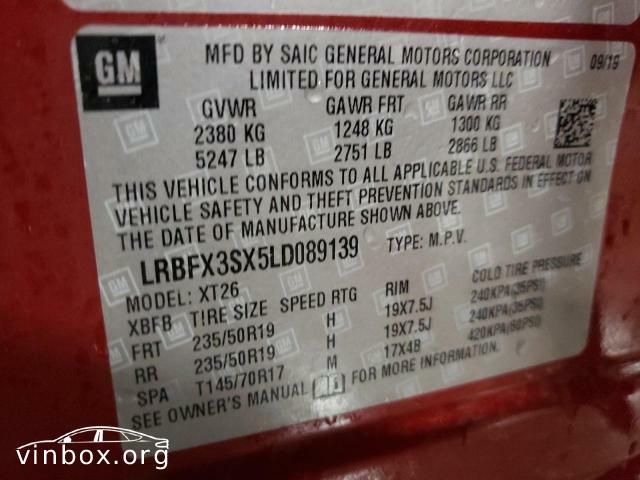 GM
MFD BY SAIC GENERAL MOTORS CORPORATION 09/19
LIMITED FOR GENERAL MOTORS LLC
GVWR GAWR FRT GAWR RR
2380 KG 1248 KG 1300 KG
5247 LB 2751 LB 2866 LB
THIS VEHICLE CONFORMS TO ALL APPLICABLE U.S. FEDERAL MOTOR
VEHICLE SAFETY AND THEFT PREVENTION STANDARDS IN EFFECT ON
THE DATE OF MANUFACTURE SHOWN ABOVE.
LRBFX3SX5LD089139 TYPE: M.P.V.
MODEL: XT26
XBFB TIRE SIZE SPEED RTG RIM COLD TIRE PRESSURE
FRT 235/50R19 H 19X7.5J 240KPA(35PSI)
RR 235/50R19 H 19X7.5J 240KPA(35PSI)
SPA T145/70R17 M 17X4B 420KPA(60PSI)
SEE OWNER'S MANUAL FOR MORE INFORMATION.
vinbox.org